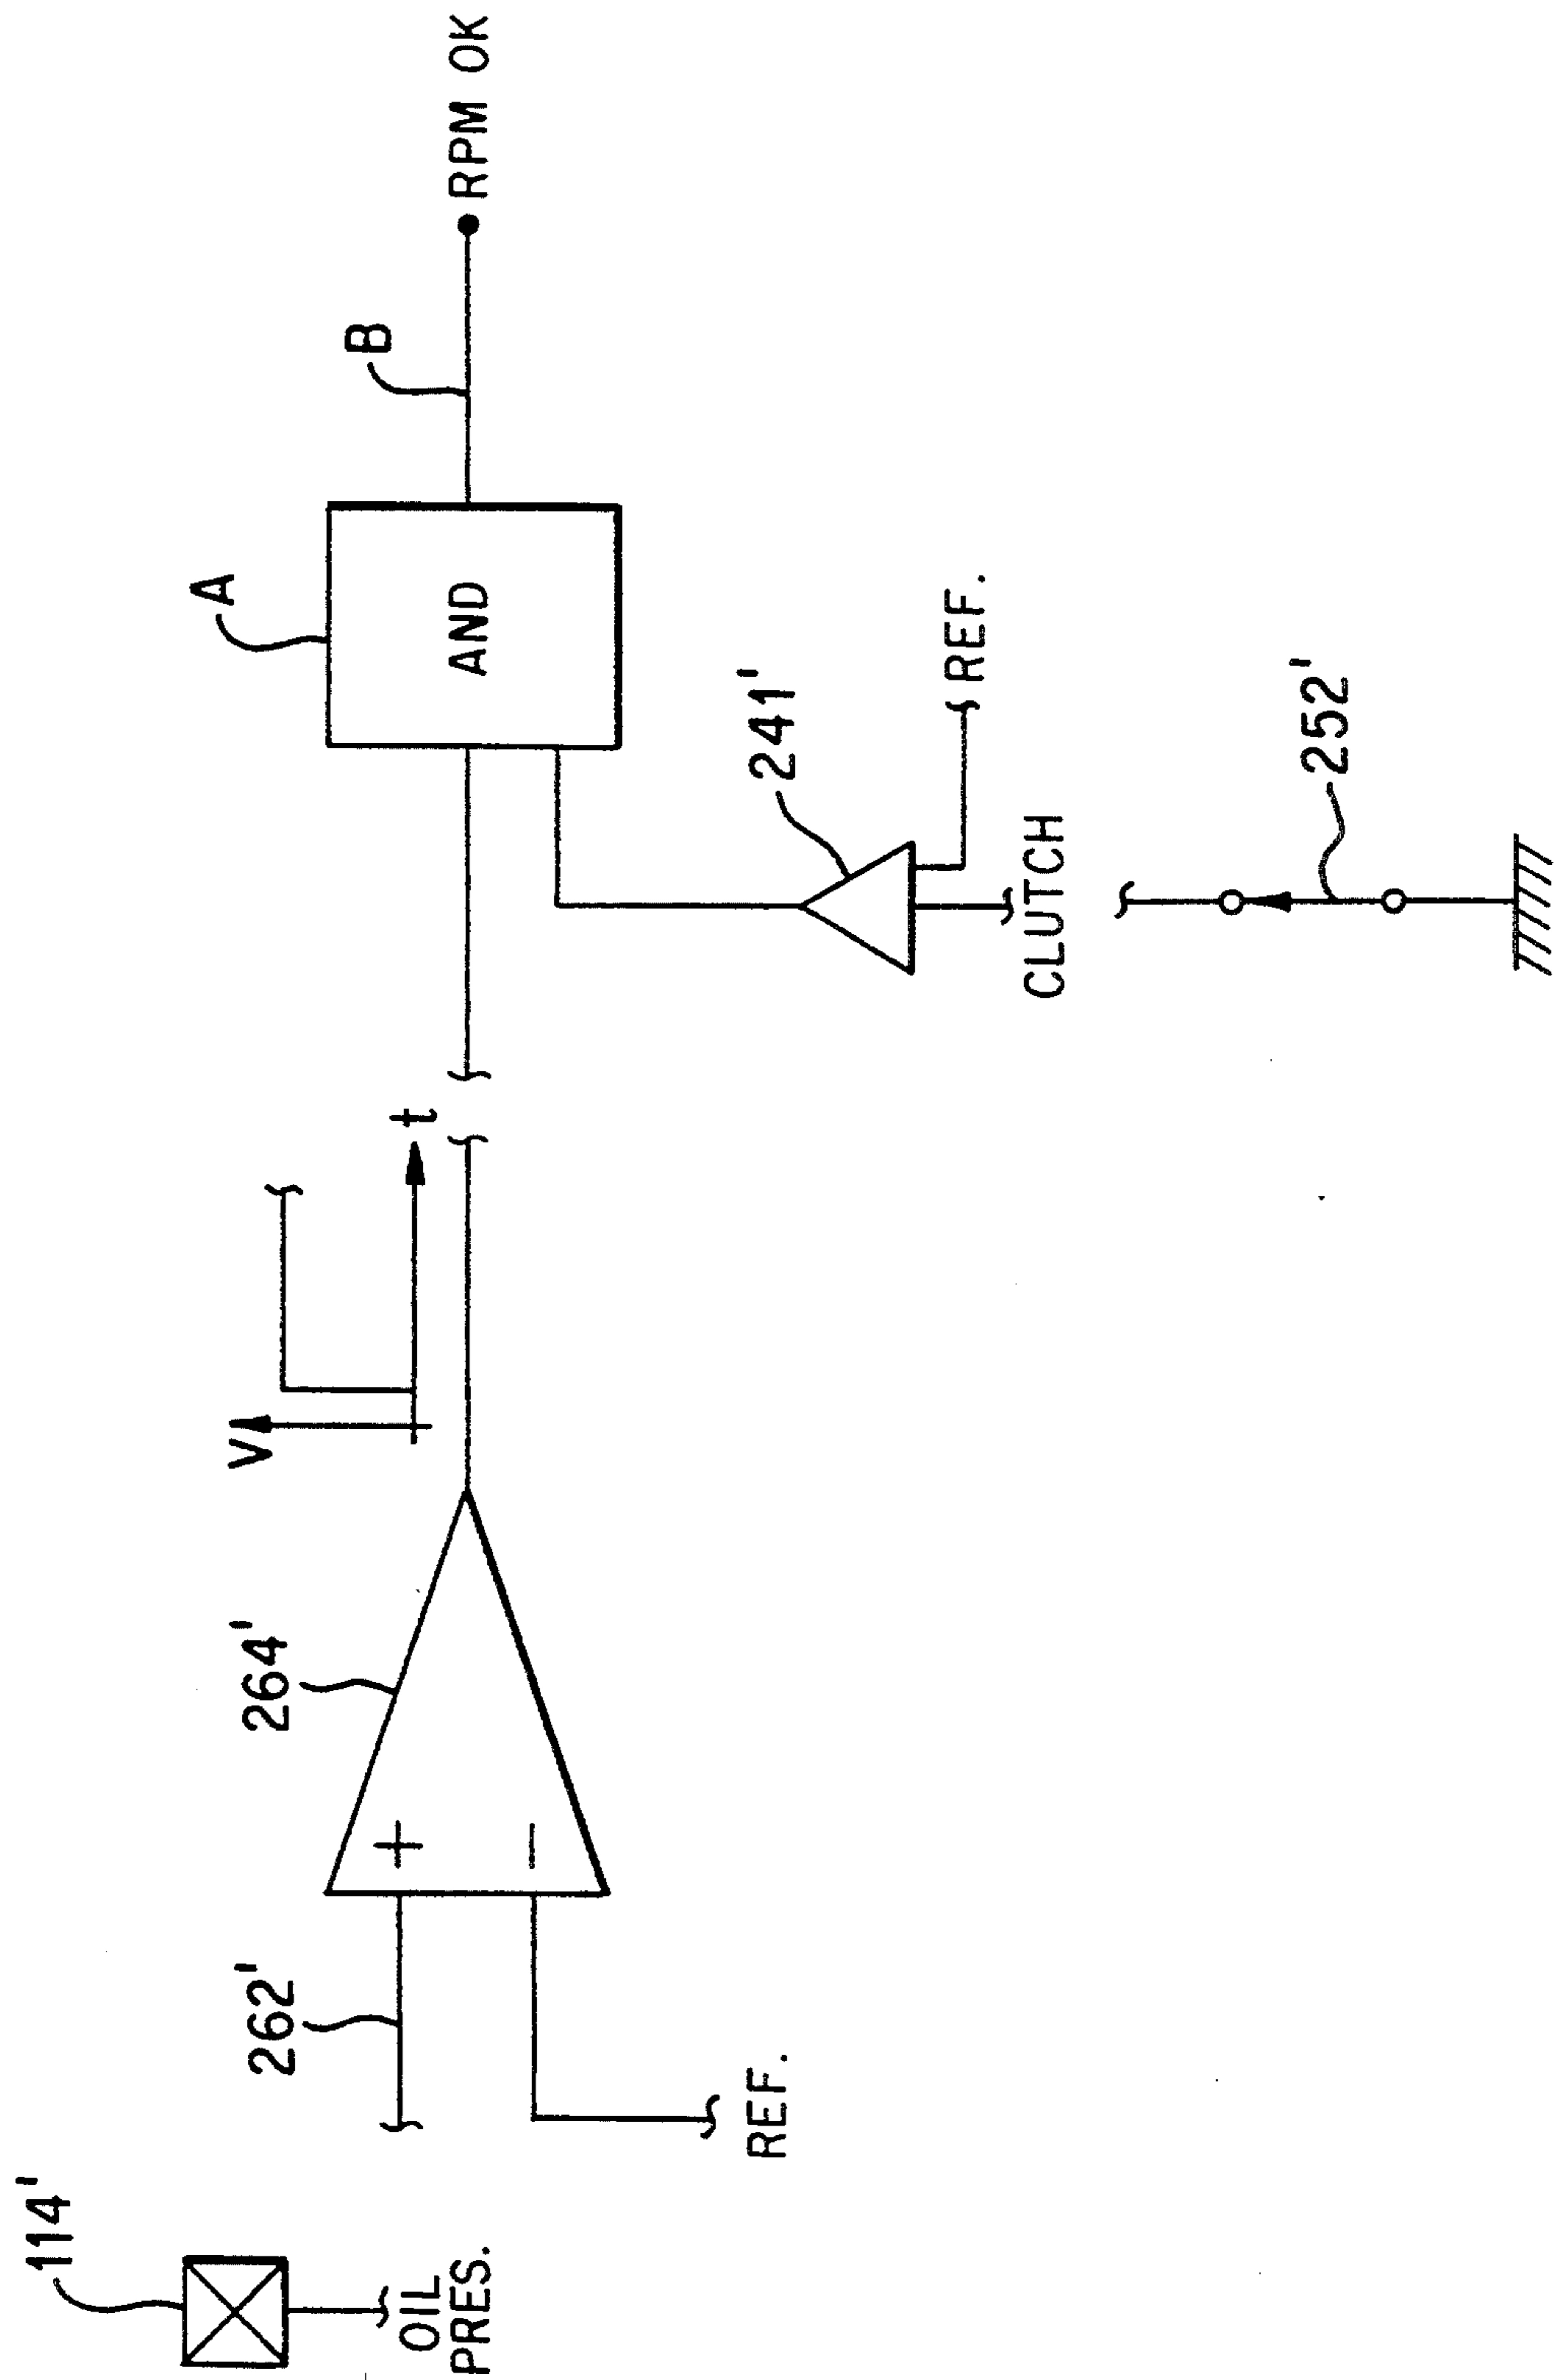 114'
OIL
PRES.
262'
REF.
264'
+
−
V
t
A
AND
B
RPM OK
241'
REF.
CLUTCH
252'